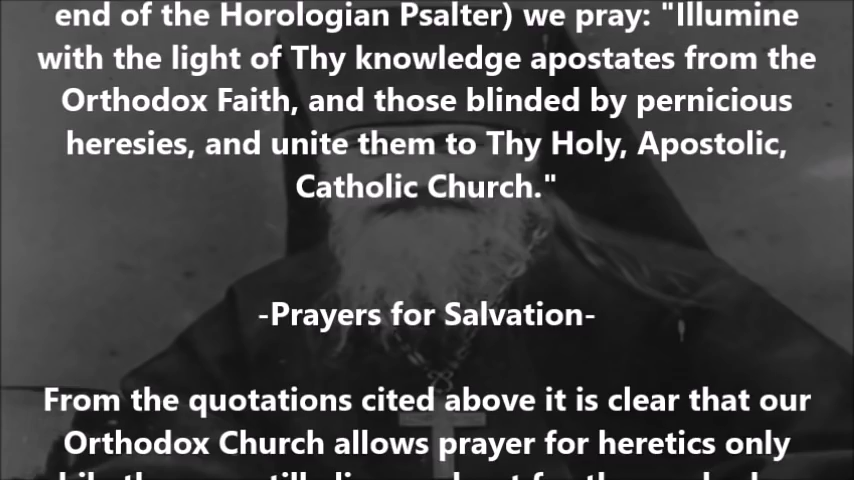 end of the Horologian Psalter) we pray: "Illumine
with the light of Thy knowledge apostates from the
Orthodox Faith, and those blinded by pernicious
heresies, and unite them to Thy Holy, Apostolic,
Catholic Church."
-Prayers for Salvation-
From the quotations cited above it is clear that our
Orthodox Church allows prayer for heretics only